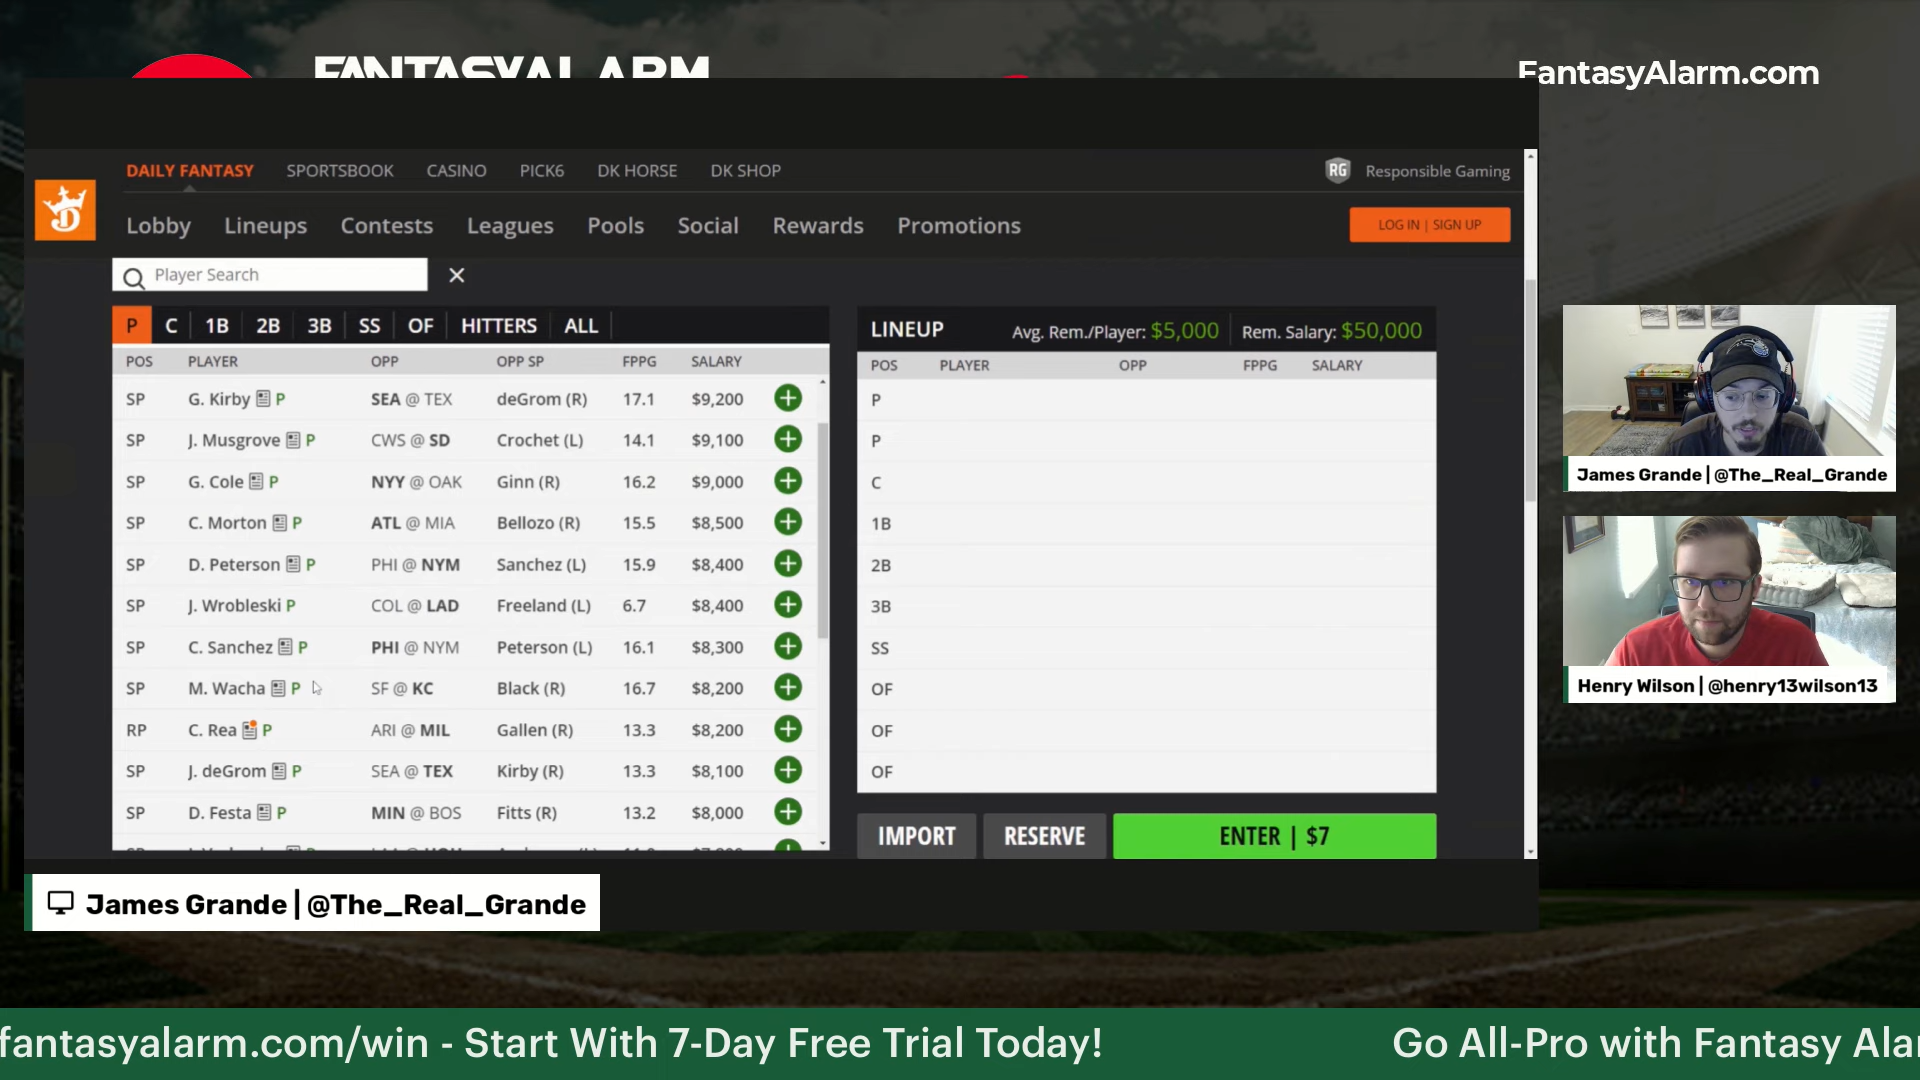 FANTASYALARM
FantasyAlarm.com
DAILY FANTASY SPORTSBOOK CASINO PICK6 DK HORSE DK SHOP
RG Responsible Gaming
Lobby Lineups Contests Leagues Pools Social Rewards Promotions
LOG IN | SIGN UP
Player Search
P C 1B 2B 3B SS OF HITTERS ALL
POS PLAYER OPP OPP SP FPPG SALARY
SP G. Kirby P SEA @ TEX deGrom (R) 17.1 $9,200
SP J. Musgrove P CWS @ SD Crochet (L) 14.1 $9,100
SP G. Cole P NYY @ OAK Ginn (R) 16.2 $9,000
SP C. Morton P ATL @ MIA Bellozo (R) 15.5 $8,500
SP D. Peterson P PHI @ NYM Sanchez (L) 15.9 $8,400
SP J. Wrobleski P COL @ LAD Freeland (L) 6.7 $8,400
SP C. Sanchez P PHI @ NYM Peterson (L) 16.1 $8,300
SP M. Wacha P SF @ KC Black (R) 16.7 $8,200
RP C. Rea P ARI @ MIL Gallen (R) 13.3 $8,200
SP J. deGrom P SEA @ TEX Kirby (R) 13.3 $8,100
SP D. Festa P MIN @ BOS Fitts (R) 13.2 $8,000
LINEUP Avg. Rem./Player: $5,000 Rem. Salary: $50,000
POS PLAYER OPP FPPG SALARY
P
P
C
1B
2B
3B
SS
OF
OF
OF
IMPORT RESERVE ENTER | $7
James Grande | @The_Real_Grande
Henry Wilson | @henry13wilson13
James Grande | @The_Real_Grande
fantasyalarm.com/win - Start With 7-Day Free Trial Today! Go All-Pro with Fantasy Alar